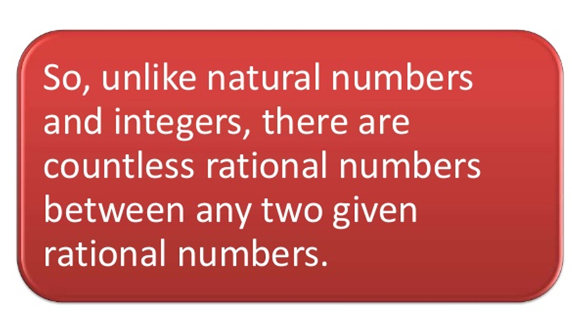 So, unlike natural numbers
and integers, there are
countless rational numbers
between any two given
rational numbers.